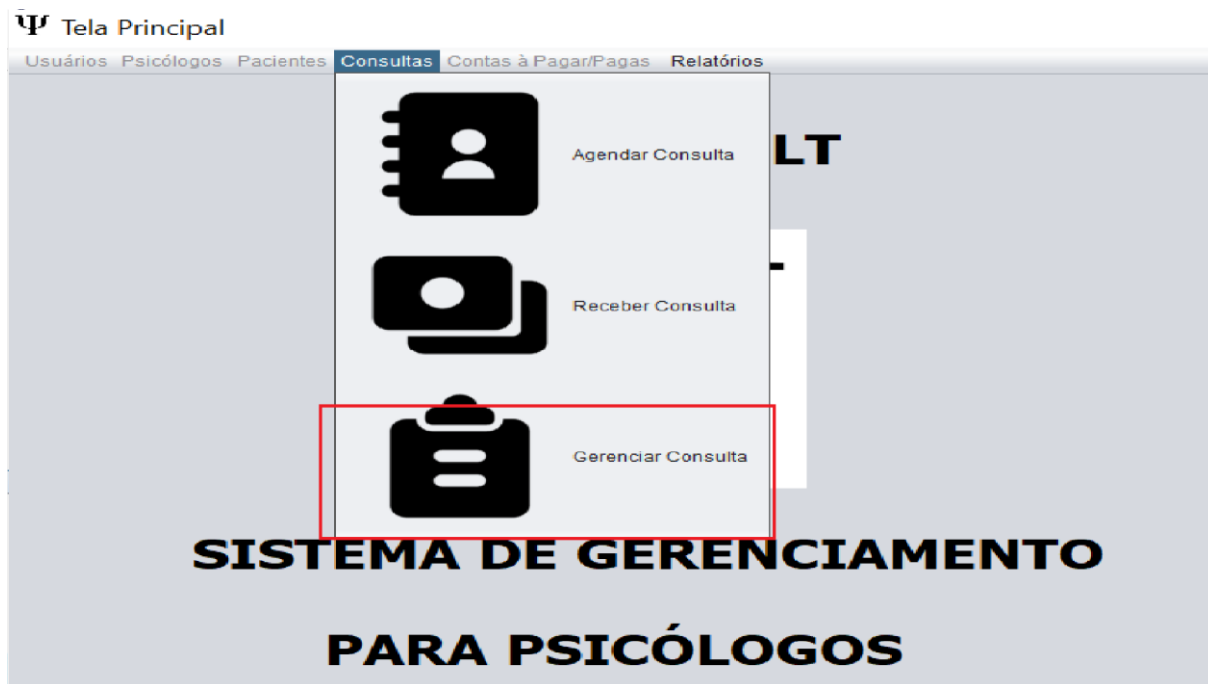 Ψ Tela Principal
Usuários Psicólogos Pacientes Consultas Contas à Pagar/Pagas Relatórios
Agendar Consulta
LT
Receber Consulta
Gerenciar Consulta
SISTEMA DE GERENCIAMENTO
PARA PSICÓLOGOS